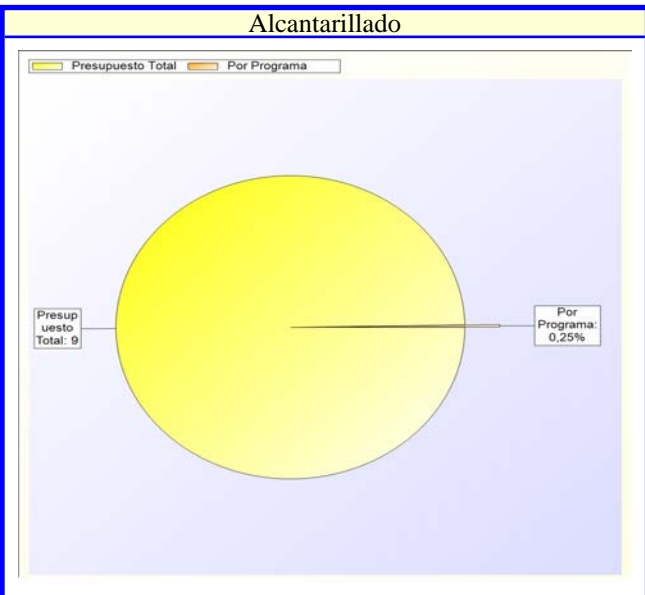 Alcantarillado
Presupuesto Total Por Programa
Presup
uesto
Total: 9
Por
Programa:
0,25%